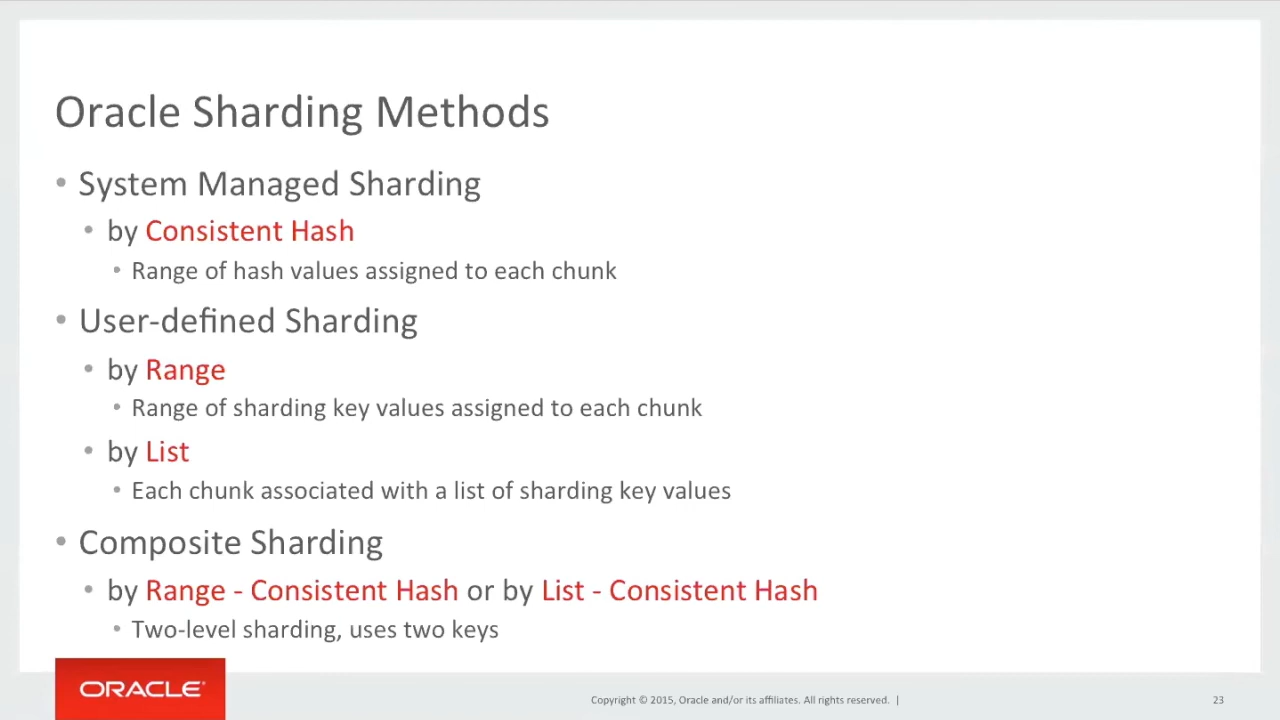 Oracle Sharding Methods
• System Managed Sharding
• by Consistent Hash
• Range of hash values assigned to each chunk
• User-defined Sharding
• by Range
• Range of sharding key values assigned to each chunk
• by List
• Each chunk associated with a list of sharding key values
• Composite Sharding
• by Range - Consistent Hash or by List - Consistent Hash
• Two-level sharding, uses two keys
ORACLE®
Copyright © 2015, Oracle and/or its affiliates. All rights reserved. |
23